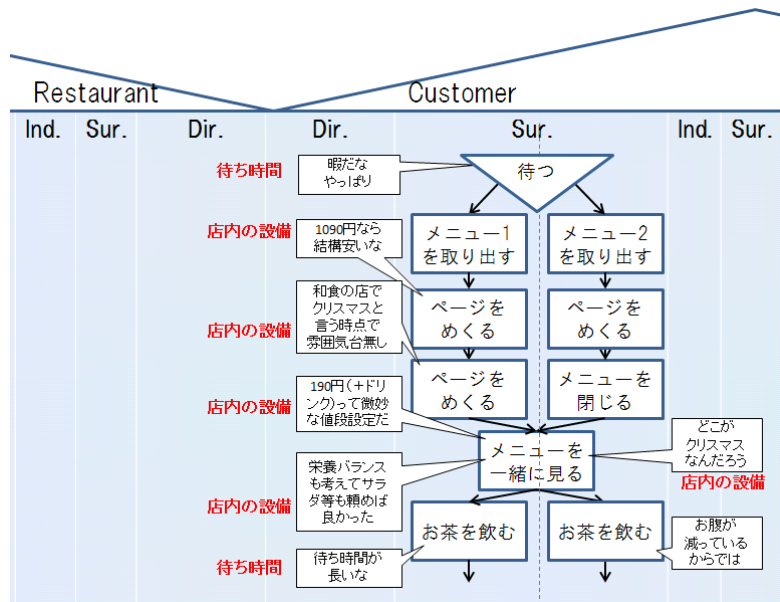 Restaurant
Customer
Ind.
Sur.
Dir.
Dir.
Sur.
Ind.
Sur.
待ち時間
暇だな
やっぱり
待つ
店内の設備
1090円なら
結構安いな
メニュー1
を取り出す
メニュー2
を取り出す
店内の設備
和食の店で
クリスマスと
言う時点で
雰囲気台無し
ページを
めくる
ページを
めくる
店内の設備
190円(+ドリ
ンク)って微妙
な値段設定だ
ページを
めくる
メニューを
閉じる
メニューを
一緒に見る
どこが
クリスマス
なんだろう
店内の設備
店内の設備
栄養バランス
も考えてサラ
ダ等も頼めば
良かった
お茶を飲む
お茶を飲む
お腹が
減っている
からでは
待ち時間
待ち時間が
長いな